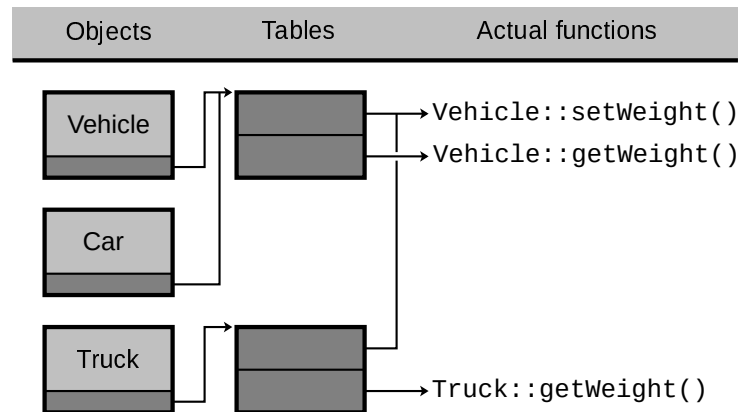 Objects Tables Actual functions
Vehicle
Vehicle::setWeight()
Vehicle::getWeight()
Car
Truck
Truck::getWeight()